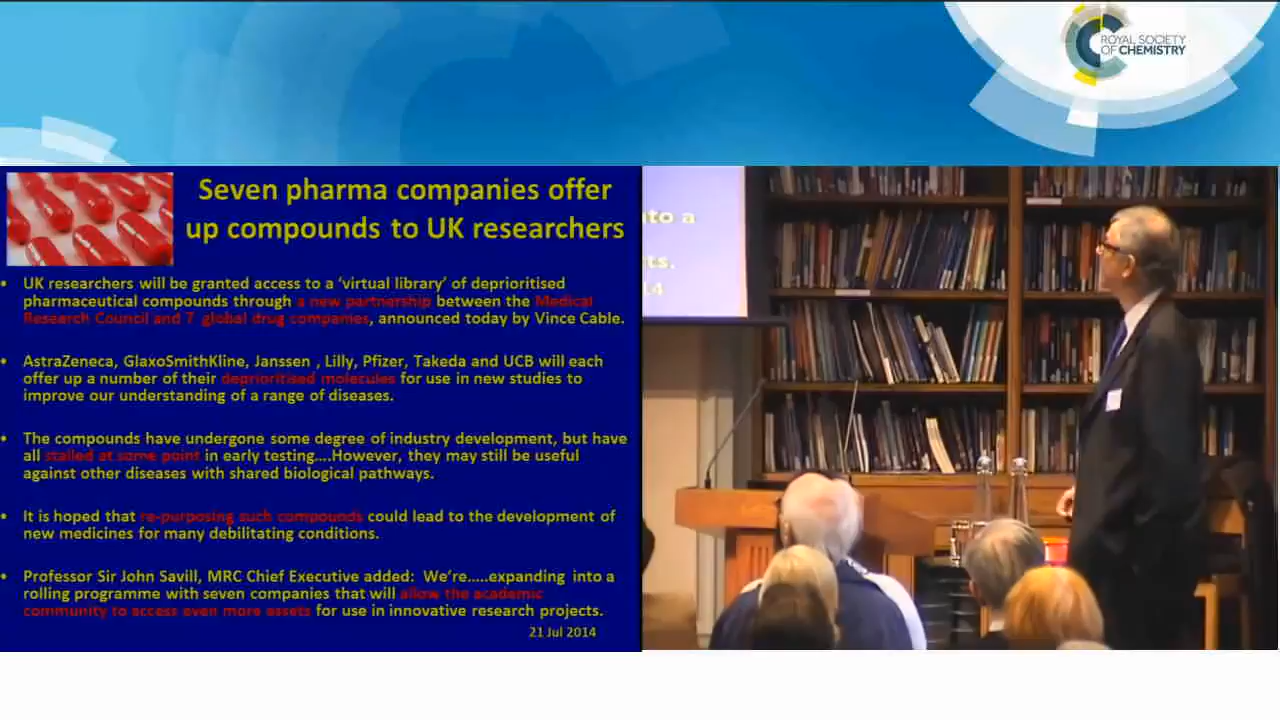 ROYAL SOCIETY
OF CHEMISTRY
Seven pharma companies offer
up compounds to UK researchers
• UK researchers will be granted access to a ‘virtual library’ of deprioritised
pharmaceutical compounds through a new partnership between the Medical
Research Council and 7 global drug companies, announced today by Vince Cable.
• AstraZeneca, GlaxoSmithKline, Janssen , Lilly, Pfizer, Takeda and UCB will each
offer up a number of their deprioritised molecules for use in new studies to
improve our understanding of a range of diseases.
• The compounds have undergone some degree of industry development, but have
all stalled at some point in early testing....However, they may still be useful
against other diseases with shared biological pathways.
• It is hoped that re-purposing such compounds could lead to the development of
new medicines for many debilitating conditions.
• Professor Sir John Savill, MRC Chief Executive added: We’re.....expanding into a
rolling programme with seven companies that will allow the academic
community to access even more assets for use in innovative research projects.
21 Jul 2014
nto a
ts.
14